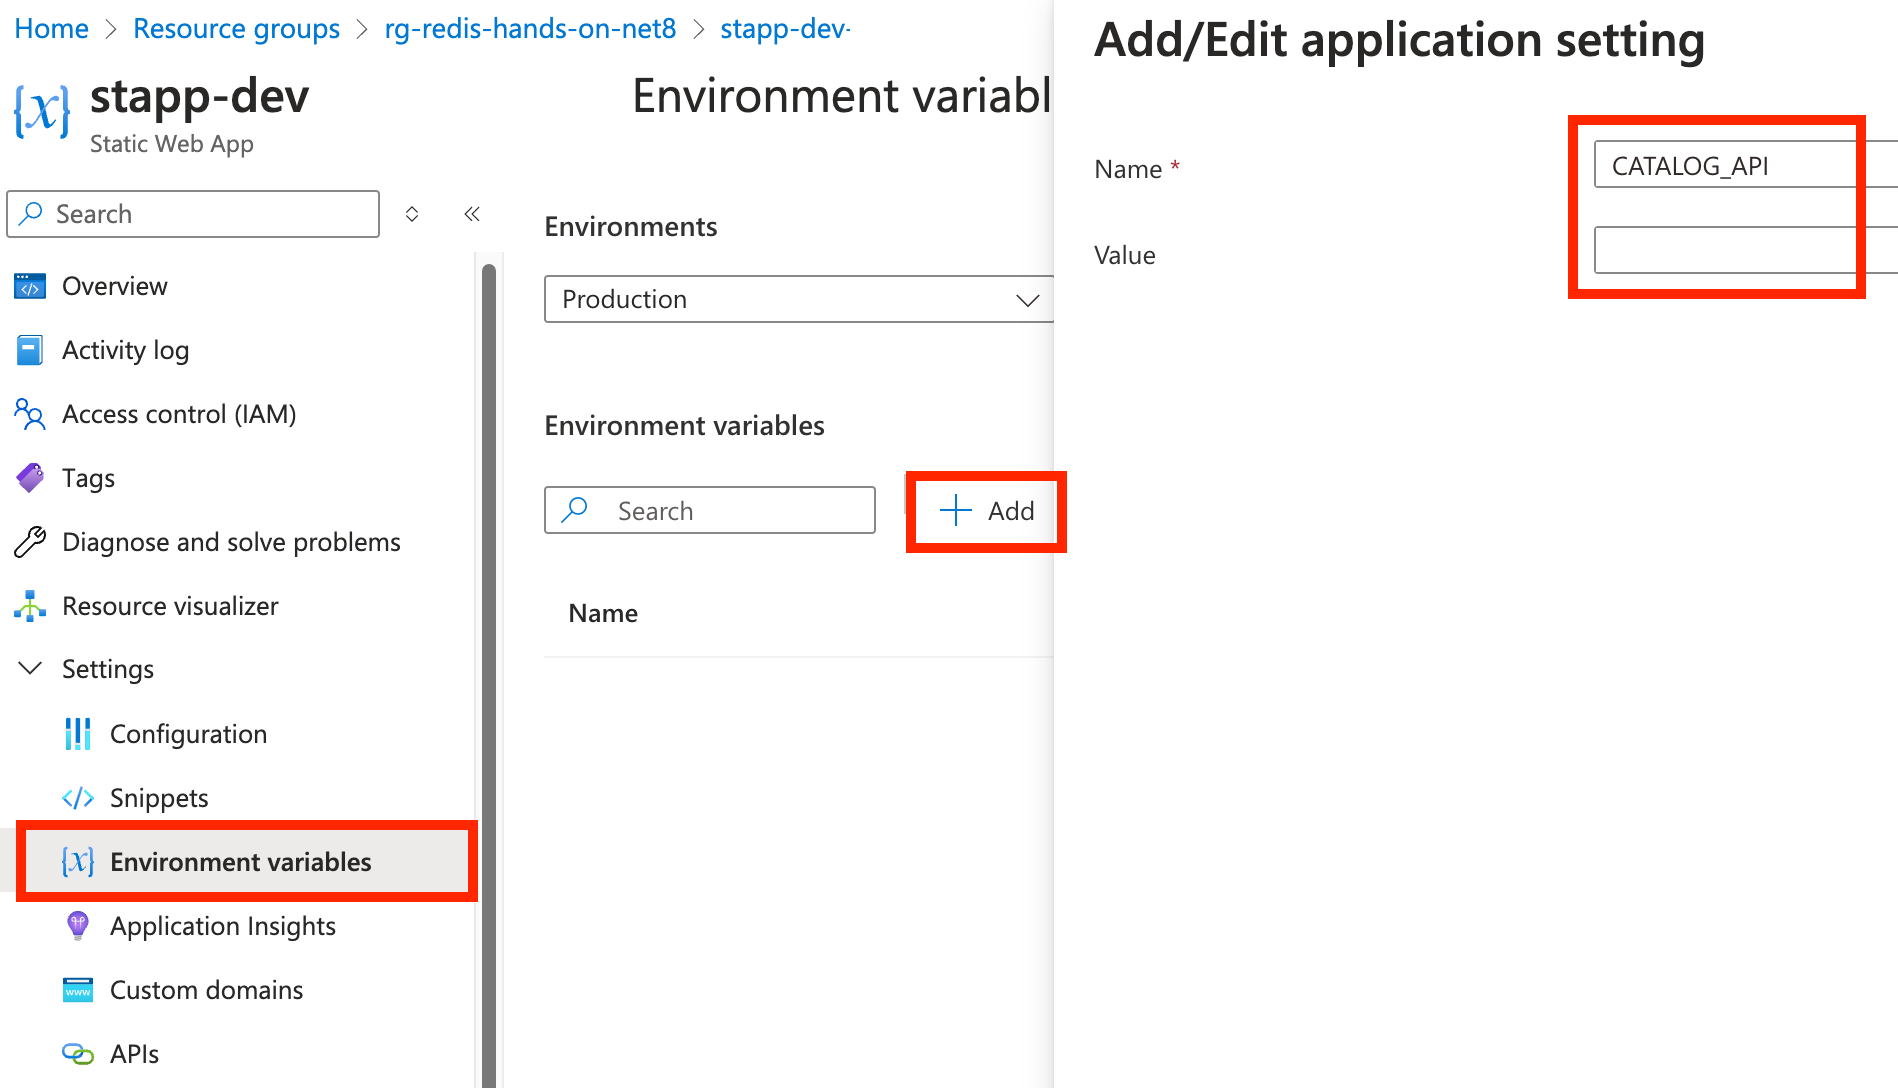 Home > Resource groups > rg-redis-hands-on-net8 > stapp-dev-
stapp-dev
Static Web App
Search
Overview
Activity log
Access control (IAM)
Tags
Diagnose and solve problems
Resource visualizer
Settings
Configuration
Snippets
Environment variables
Application Insights
Custom domains
APIs
Environment variabl
Environments
Production
Environment variables
Search
Add
Name
Add/Edit application setting
Name *
CATALOG_API
Value